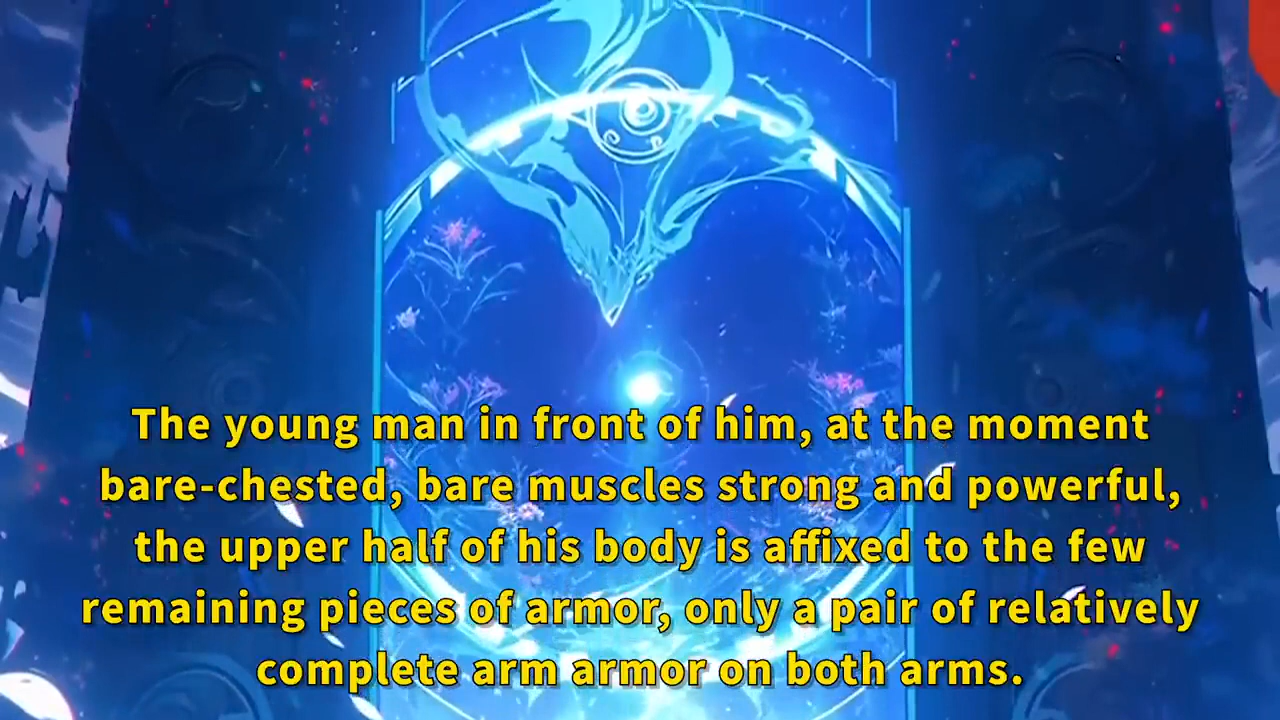 The young man in front of him, at the moment
bare-chested, bare muscles strong and powerful,
the upper half of his body is affixed to the few
remaining pieces of armor, only a pair of relatively
complete arm armor on both arms.